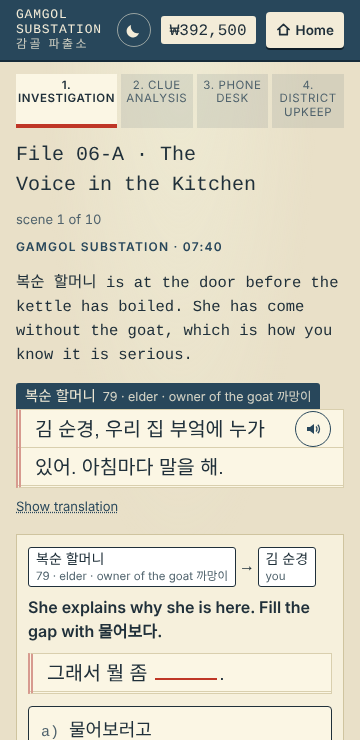 GAMGOL
SUBSTATION
감골 파출소
₩392,500
Home
1.
INVESTIGATION
2. CLUE
ANALYSIS
3. PHONE
DESK
4.
DISTRICT
UPKEEP
File 06-A · The
Voice in the Kitchen
scene 1 of 10
GAMGOL SUBSTATION · 07:40
복순 할머니 is at the door before the
kettle has boiled. She has come
without the goat, which is how you
know it is serious.
복순 할머니 79 · elder · owner of the goat 까망이
김 순경, 우리 집 부엌에 누가
있어. 아침마다 말을 해.
Show translation
복순 할머니
79 · elder · owner of the goat 까망이
→
김 순경
you
She explains why she is here. Fill the
gap with 물어보다.
그래서 뭘 좀 ______.
a) 물어보러고